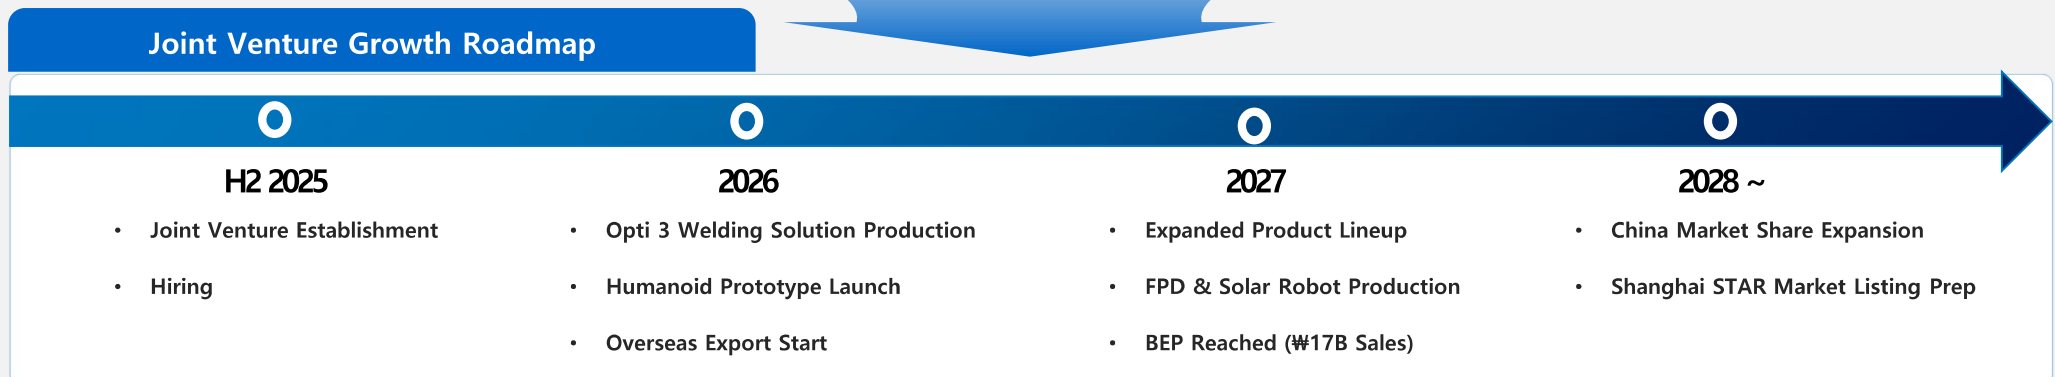 Joint Venture Growth Roadmap
H2 2025
• Joint Venture Establishment
• Hiring
2026
• Opti 3 Welding Solution Production
• Humanoid Prototype Launch
• Overseas Export Start
2027
• Expanded Product Lineup
• FPD & Solar Robot Production
• BEP Reached (₩17B Sales)
2028 ~
• China Market Share Expansion
• Shanghai STAR Market Listing Prep